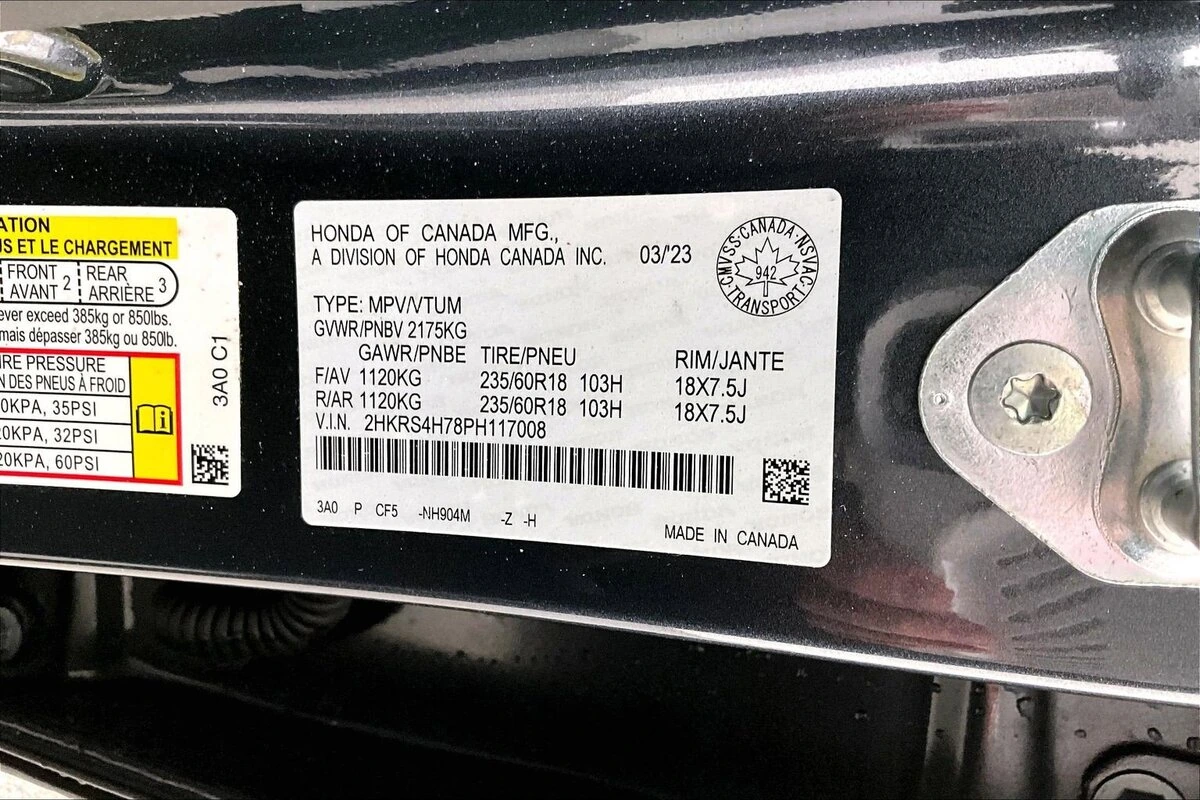 ATION
US ET LE CHARGEMENT
FRONT
AVANT 2
REAR
ARRIÈRE 3
ever exceed 385kg or 850lbs.
mais dépasser 385kg ou 850lb.
IRE PRESSURE
N DES PNEUS À FROID
0KPA, 35PSI
20KPA, 32PSI
20KPA, 60PSI
3A0 C1
HONDA OF CANADA MFG.,
A DIVISION OF HONDA CANADA INC. 03/'23
CMVSS·CANADA·NSVAC·TRANSPORT
942
TYPE: MPV/VTUM
GVWR/PNBV 2175KG
GAWR/PNBE TIRE/PNEU RIM/JANTE
F/AV 1120KG 235/60R18 103H 18X7.5J
R/AR 1120KG 235/60R18 103H 18X7.5J
V.I.N. 2HKRS4H78PH117008
3A0 P CF5 -NH904M -Z -H
MADE IN CANADA